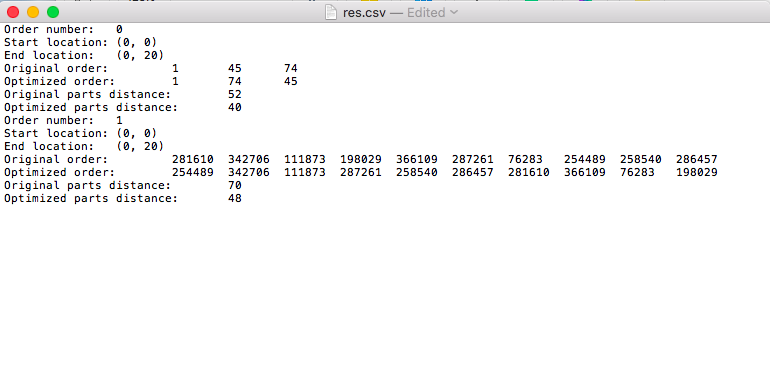 res.csv — Edited
Order number: 0
Start location: (0, 0)
End location: (0, 20)
Original order: 1 45 74
Optimized order: 1 74 45
Original parts distance: 52
Optimized parts distance: 40
Order number: 1
Start location: (0, 0)
End location: (0, 20)
Original order: 281610 342706 111873 198029 366109 287261 76283 254489 258540 286457
Optimized order: 254489 342706 111873 287261 258540 286457 281610 366109 76283 198029
Original parts distance: 70
Optimized parts distance: 48